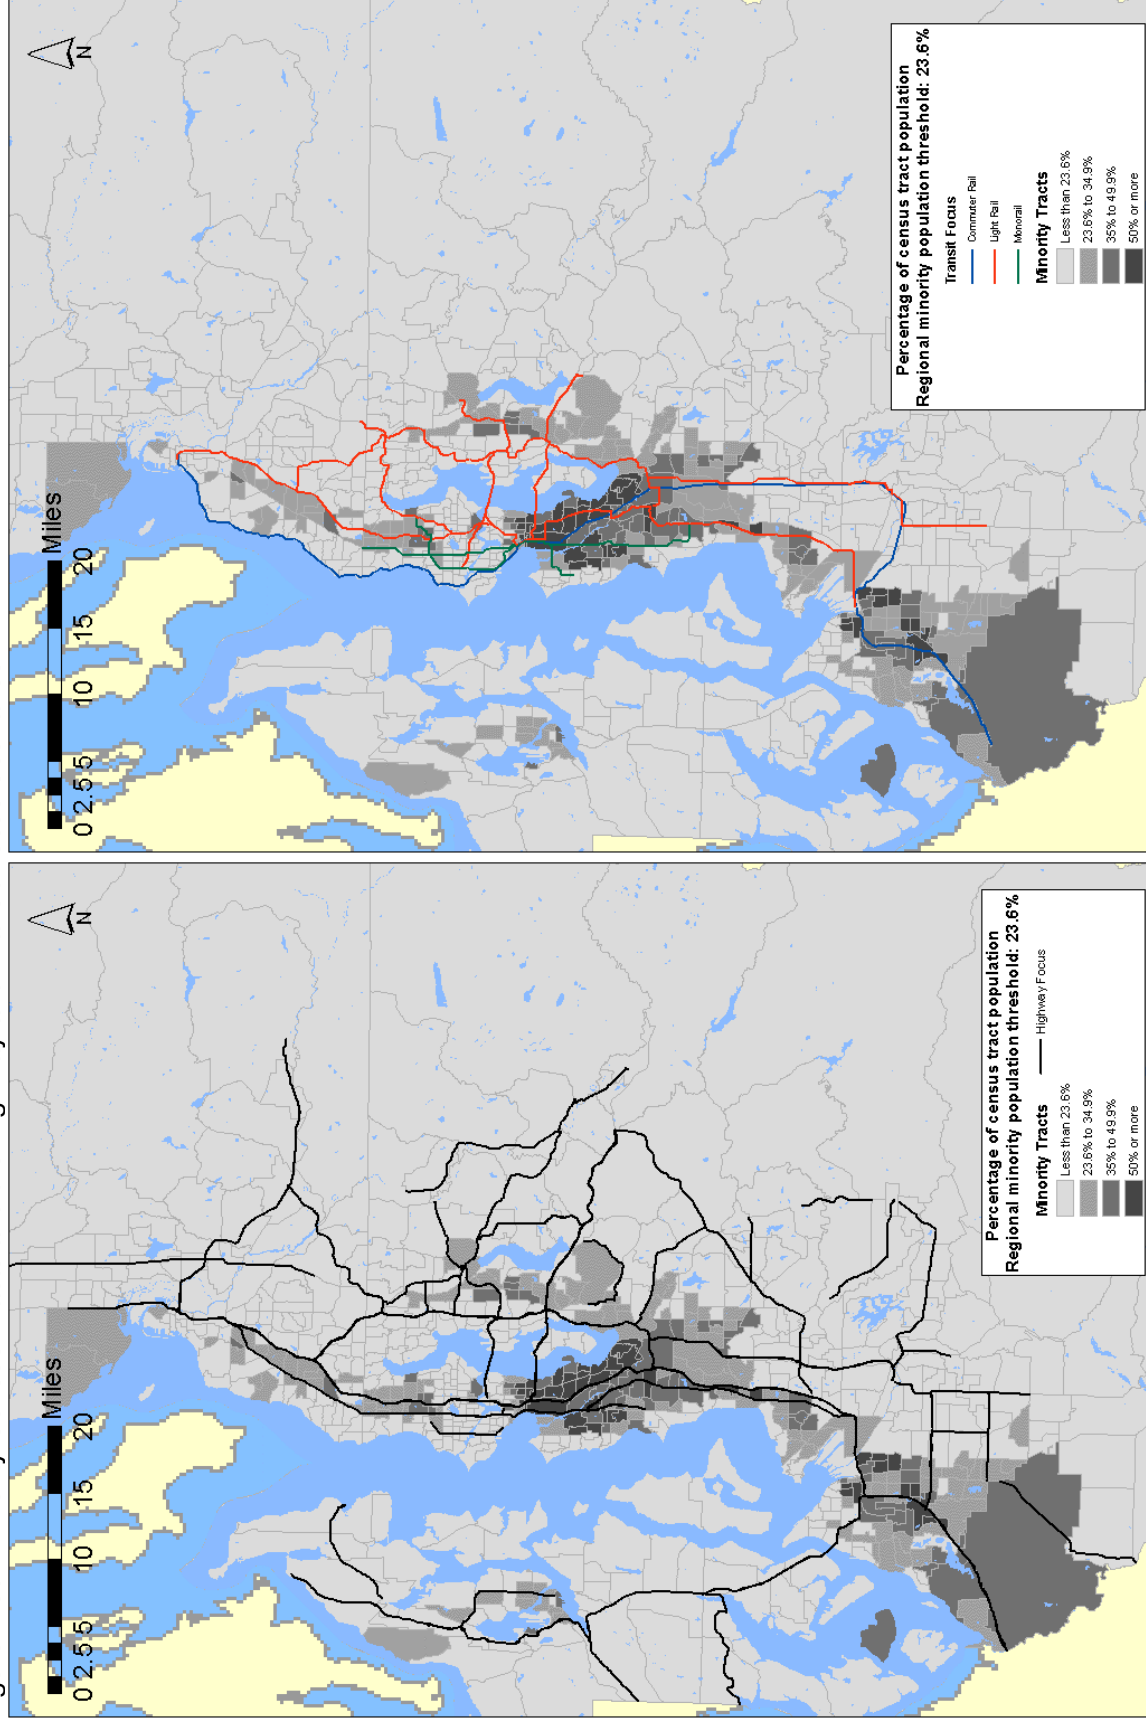 N
Miles
0 2.5 5 10 15 20
Percentage of census tract population
Regional minority population threshold: 23.6%
Transit Focus
Commuter Rail
Light Rail
Monorail
Minority Tracts
Less than 23.6%
23.6% to 34.9%
35% to 49.9%
50% or more
N
Miles
0 2.5 5 10 15 20
Percentage of census tract population
Regional minority population threshold: 23.6%
Minority Tracts
Highway Focus
Less than 23.6%
23.6% to 34.9%
35% to 49.9%
50% or more